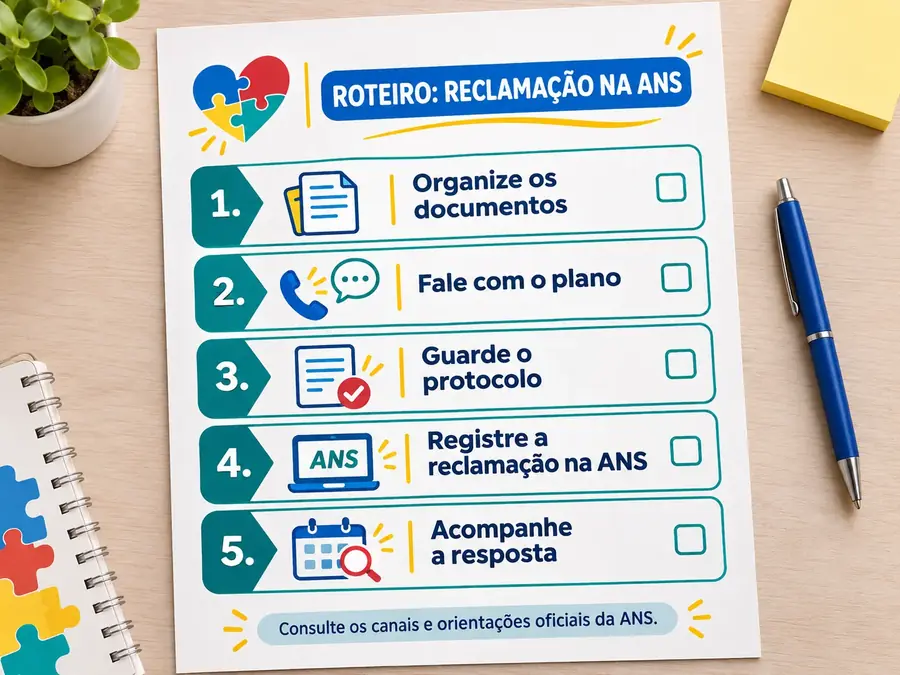 ROTEIRO: RECLAMAÇÃO NA ANS
1.
Organize os
documentos
2.
Fale com o plano
3.
Guarde o
protocolo
4.
ANS
Registre a
reclamação na ANS
5.
Acompanhe
a resposta
Consulte os canais e orientações oficiais da ANS.